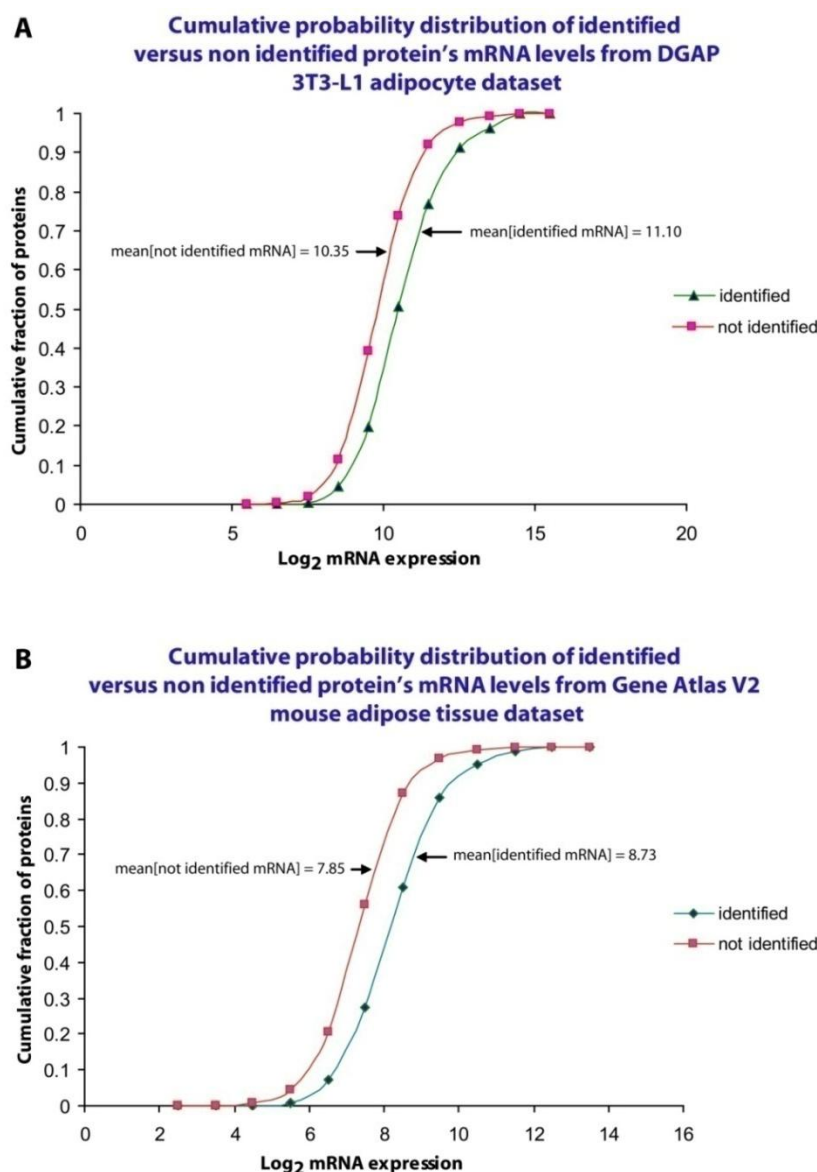 A
Cumulative probability distribution of identified
versus non identified protein's mRNA levels from DGAP
3T3-L1 adipocyte dataset
Cumulative fraction of proteins
1
0.9
0.8
0.7
0.6
0.5
0.4
0.3
0.2
0.1
0
mean[not identified mRNA] = 10.35
mean[identified mRNA] = 11.10
identified
not identified
0 5 10 15 20
Log2 mRNA expression
B
Cumulative probability distribution of identified
versus non identified protein's mRNA levels from Gene Atlas V2
mouse adipose tissue dataset
Cumulative fraction of proteins
1
0.9
0.8
0.7
0.6
0.5
0.4
0.3
0.2
0.1
0
mean[not identified mRNA] = 7.85
mean[identified mRNA] = 8.73
identified
not identified
0 2 4 6 8 10 12 14 16
Log2 mRNA expression